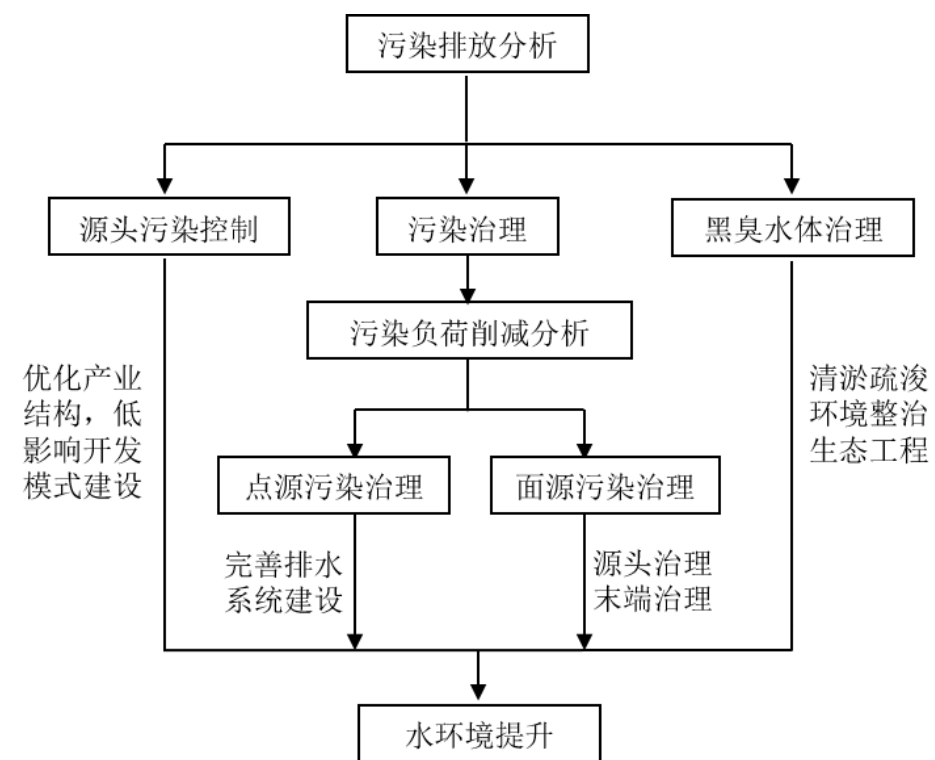 污染排放分析
源头污染控制
污染治理
黑臭水体治理
污染负荷削减分析
优化产业
结构，低
影响开发
模式建设
清淤疏浚
环境整治
生态工程
点源污染治理
面源污染治理
完善排水
系统建设
源头治理
末端治理
水环境提升